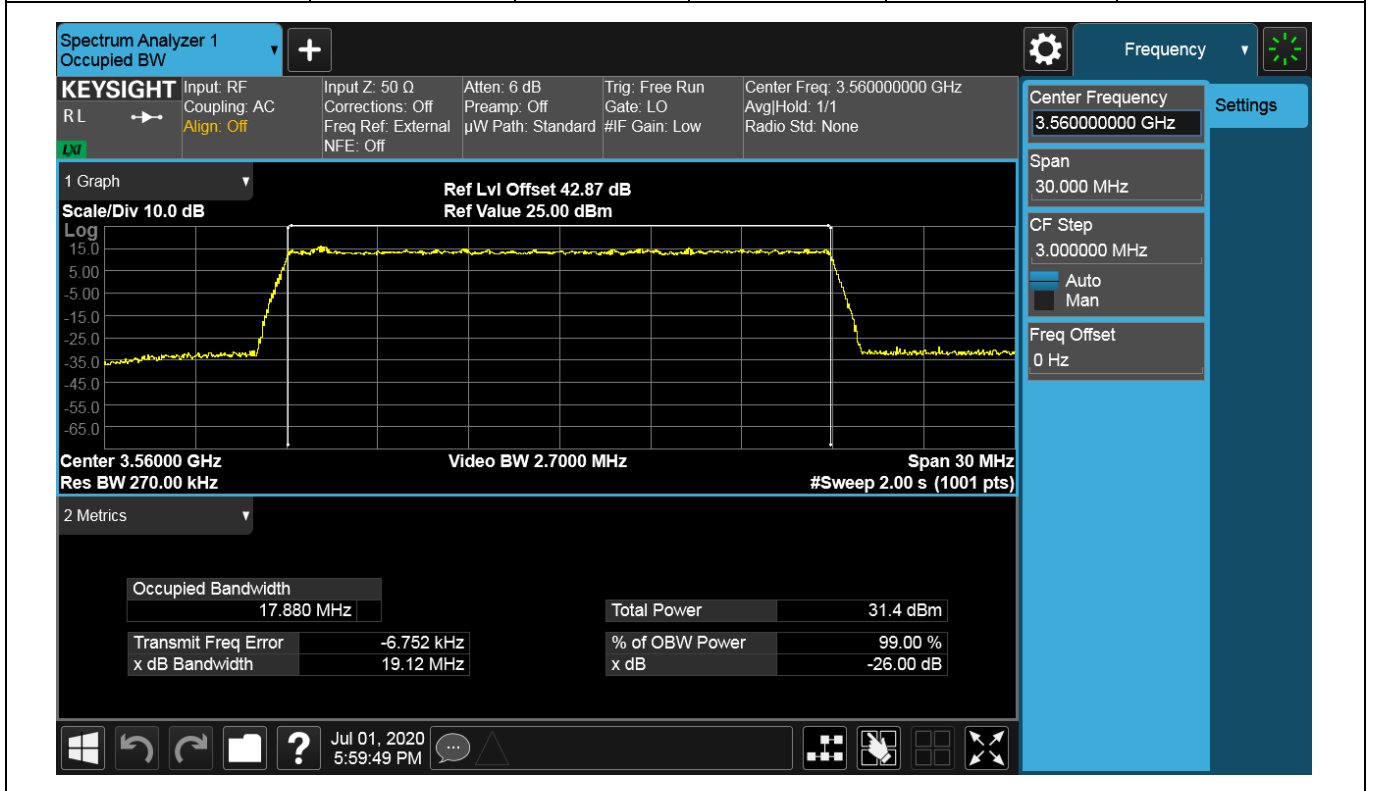 Spectrum Analyzer 1
Occupied BW
+
Frequency
KEYSIGHT
RL
LXI
Input: RF
Coupling: AC
Align: Off
Input Z: 50 Ω
Corrections: Off
Freq Ref: External
NFE: Off
Atten: 6 dB
Preamp: Off
µW Path: Standard
Trig: Free Run
Gate: LO
#IF Gain: Low
Center Freq: 3.560000000 GHz
Avg|Hold: 1/1
Radio Std: None
Center Frequency
3.560000000 GHz
Settings
Span
30.000 MHz
CF Step
3.000000 MHz
Auto
Man
Freq Offset
0 Hz
1 Graph
Ref Lvl Offset 42.87 dB
Scale/Div 10.0 dB
Ref Value 25.00 dBm
Log
15.0
5.00
-5.00
-15.0
-25.0
-35.0
-45.0
-55.0
-65.0
Center 3.56000 GHz
Video BW 2.7000 MHz
Span 30 MHz
Res BW 270.00 kHz
#Sweep 2.00 s (1001 pts)
2 Metrics
Occupied Bandwidth
17.880 MHz
Total Power 31.4 dBm
Transmit Freq Error -6.752 kHz
% of OBW Power 99.00 %
x dB Bandwidth 19.12 MHz
x dB -26.00 dB
?
Jul 01, 2020
5:59:49 PM